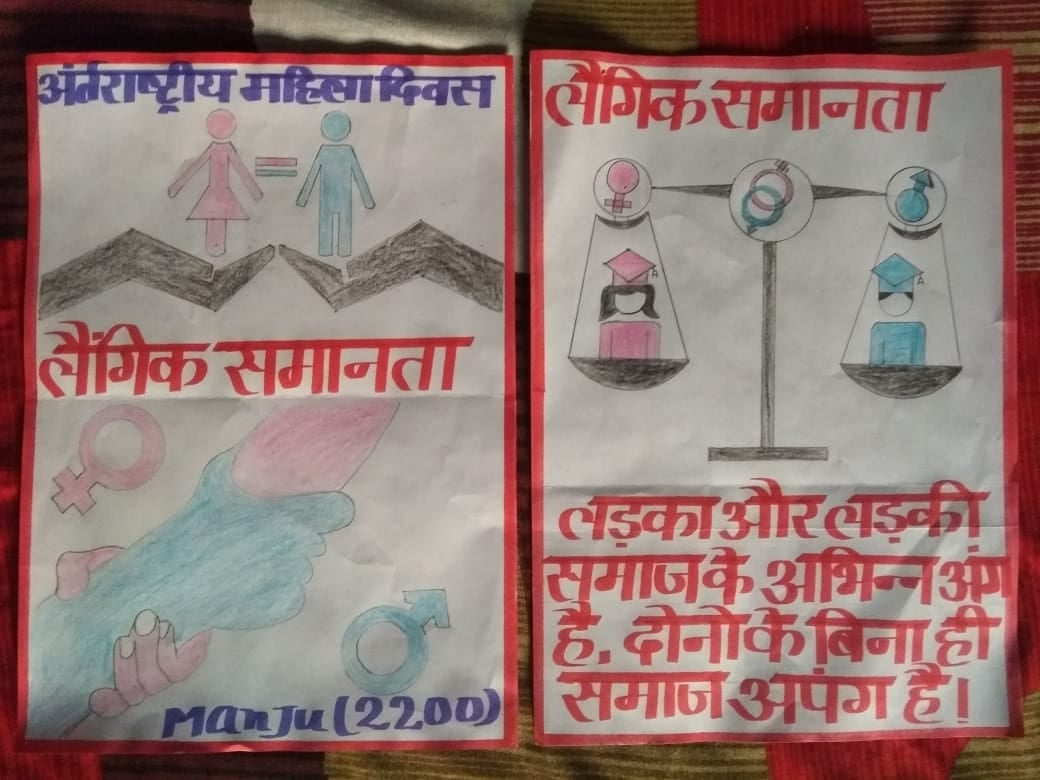 अंर्तराष्ट्रीय महिला दिवस
लैंगिक समानता
Manju (2200)
लैंगिक समानता
लड़का और लड़की
समाज के अभिन्न अंग
है, दोनो के बिना ही
समाज अपंग है।